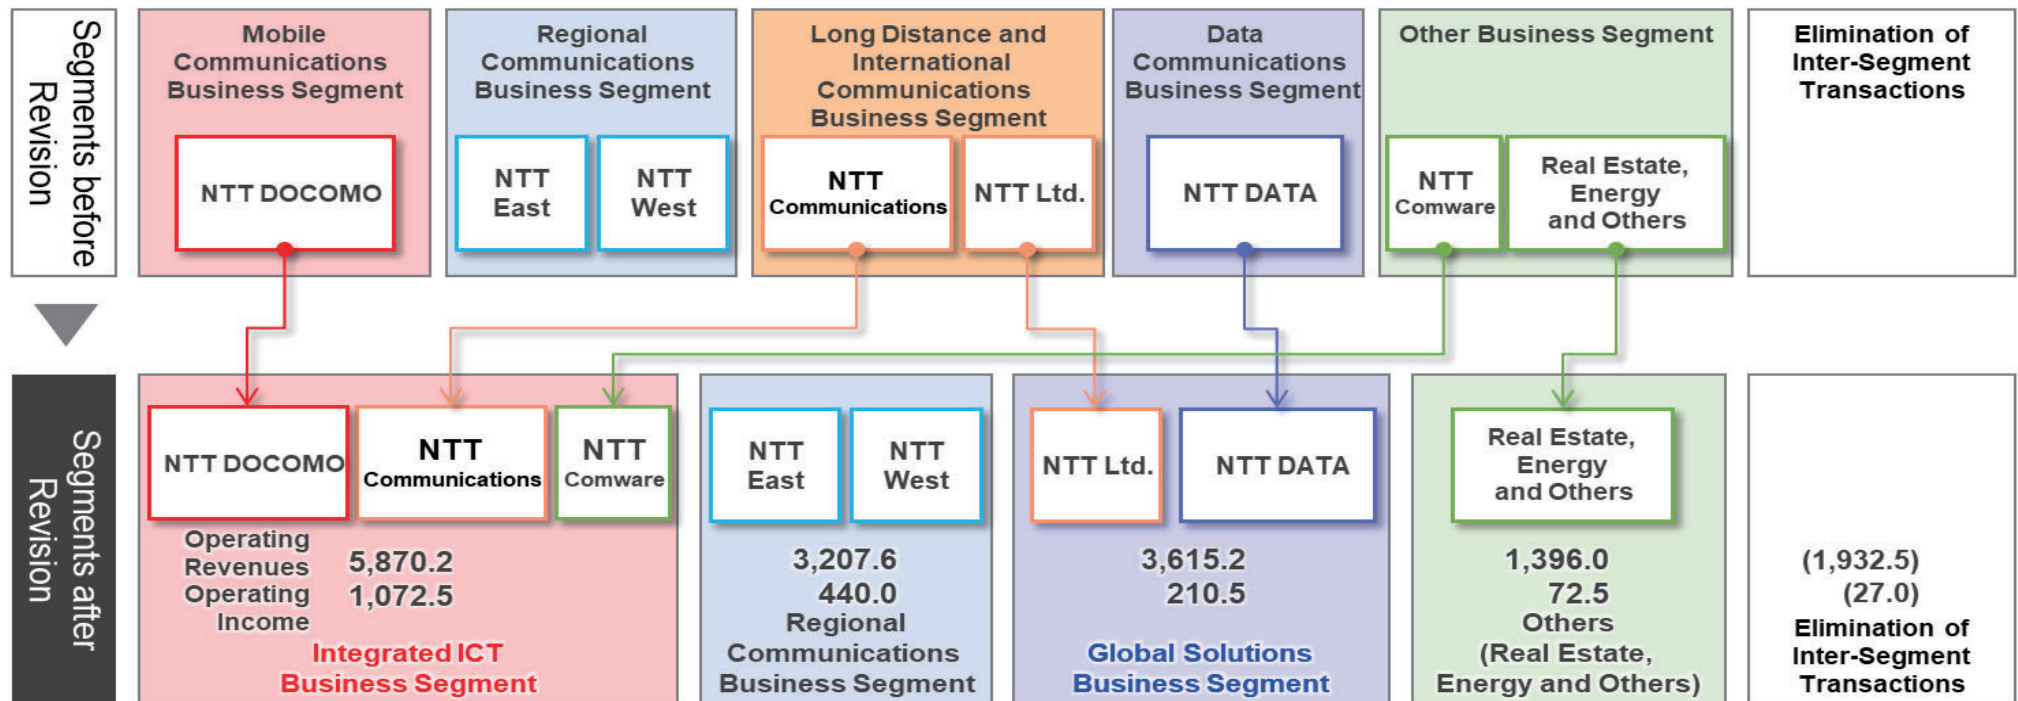 Segments before
Revision
Mobile
Communications
Business Segment
NTT DOCOMO
Regional
Communications
Business Segment
NTT
East
NTT
West
Long Distance and
International
Communications
Business Segment
NTT
Communications
NTT Ltd.
Data
Communications
Business Segment
NTT DATA
Other Business Segment
NTT
Comware
Real Estate,
Energy
and Others
Elimination of
Inter-Segment
Transactions
Segments after
Revision
NTT DOCOMO
NTT
Communications
NTT
Comware
Operating
Revenues
5,870.2
Operating
Income
1,072.5
Integrated ICT
Business Segment
NTT
East
NTT
West
3,207.6
440.0
Regional
Communications
Business Segment
NTT Ltd.
NTT DATA
3,615.2
210.5
Global Solutions
Business Segment
Real Estate,
Energy
and Others
1,396.0
72.5
Others
(Real Estate,
Energy and Others)
(1,932.5)
(27.0)
Elimination of
Inter-Segment
Transactions